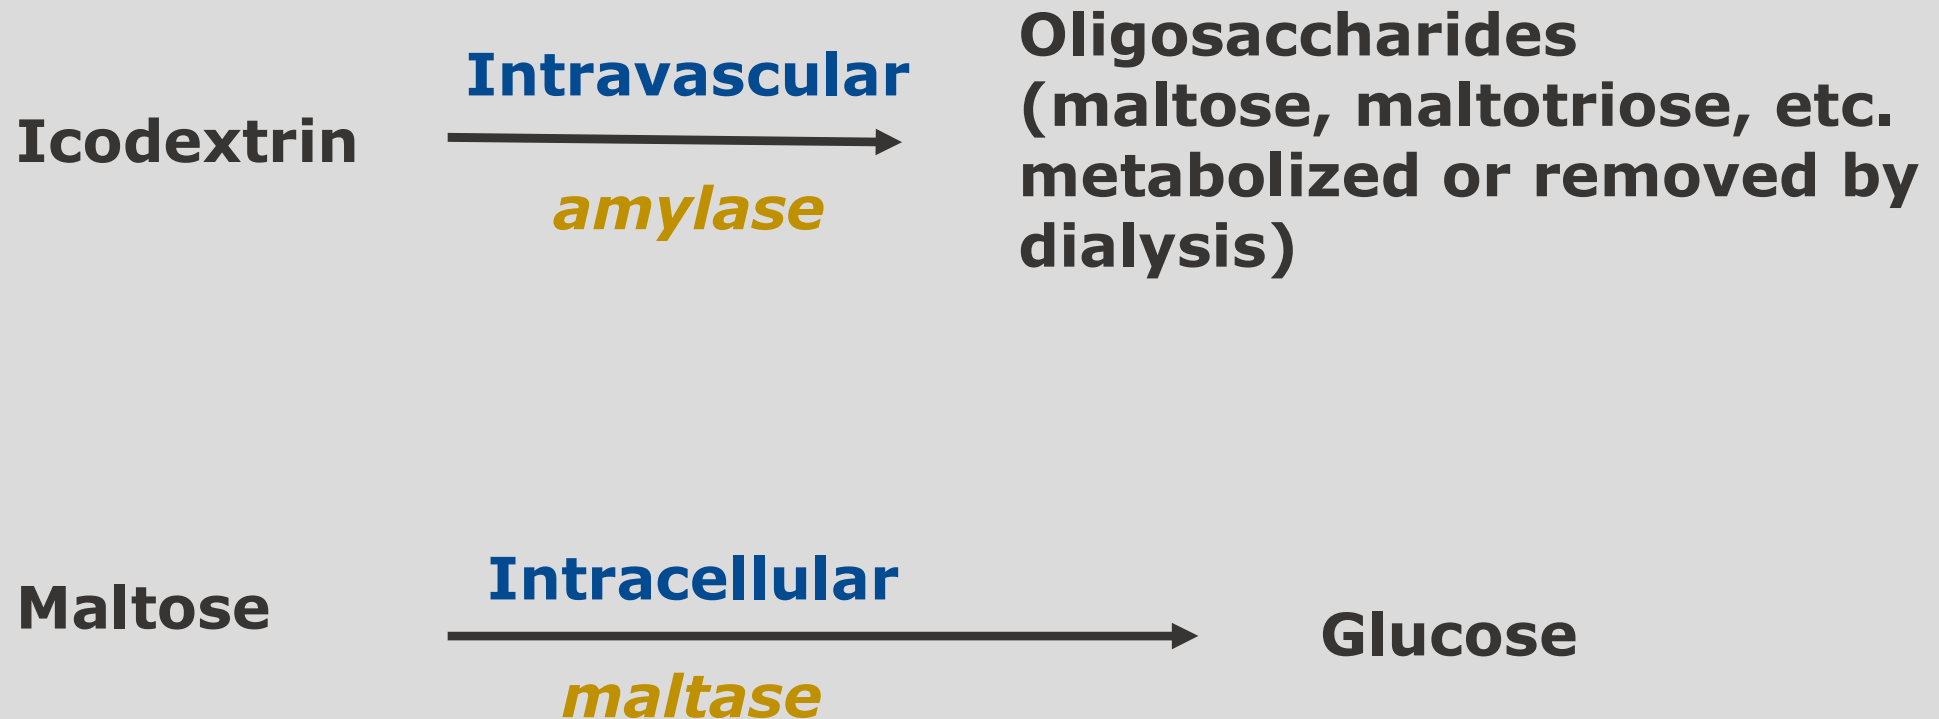 Icodextrin
Intravascular
amylase
Oligosaccharides
(maltose, maltotriose, etc.
metabolized or removed by
dialysis)
Maltose
Intracellular
maltase
Glucose